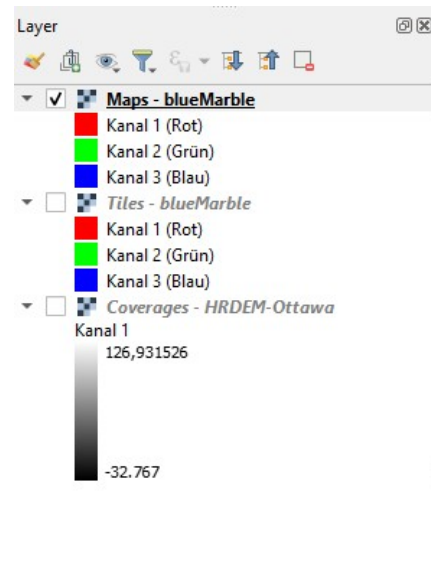 Layer
Maps - blueMarble
Kanal 1 (Rot)
Kanal 2 (Grün)
Kanal 3 (Blau)
Tiles - blueMarble
Kanal 1 (Rot)
Kanal 2 (Grün)
Kanal 3 (Blau)
Coverages - HRDEM-Ottawa
Kanal 1
126,931526
-32.767